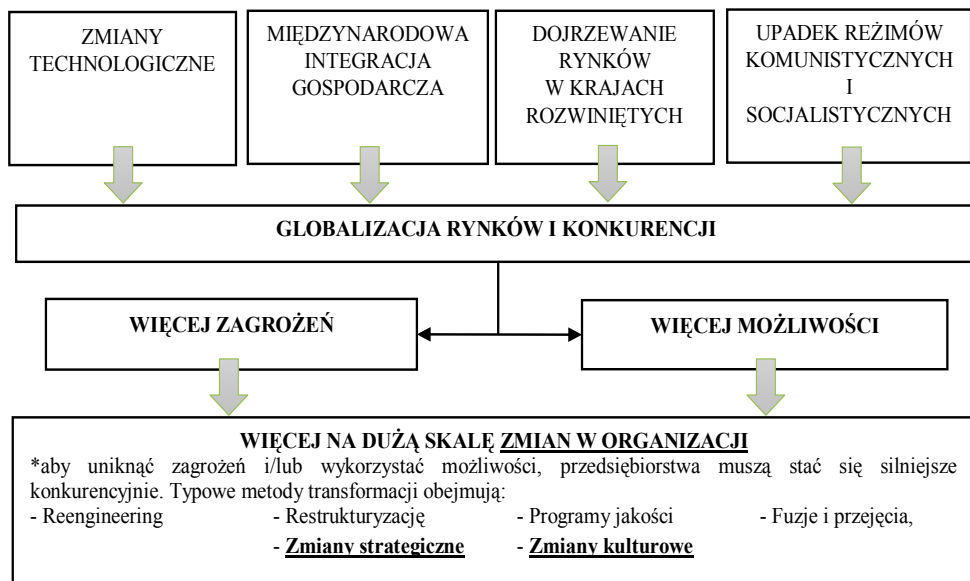 ZMIANY
TECHNOLOGICZNE
MIĘDZYNARODOWA
INTEGRACJA
GOSPODARCZA
DOJRZEWANIE
RYNKÓW
W KRAJACH
ROZWINIĘTYCH
UPADEK REŻIMÓW
KOMUNISTYCZNYCH
I
SOCJALISTYCZNYCH
GLOBALIZACJA RYNKÓW I KONKURENCJI
WIĘCEJ ZAGROŻEŃ
WIĘCEJ MOŻLIWOŚCI
WIĘCEJ NA DUŻĄ SKALĘ ZMIAN W ORGANIZACJI
*aby uniknąć zagrożeń i/lub wykorzystać możliwości, przedsiębiorstwa muszą stać się silniejsze
konkurencyjnie. Typowe metody transformacji obejmują:
- Reengineering - Restrukturyzację - Programy jakości - Fuzje i przejęcia,
- Zmiany strategiczne - Zmiany kulturowe